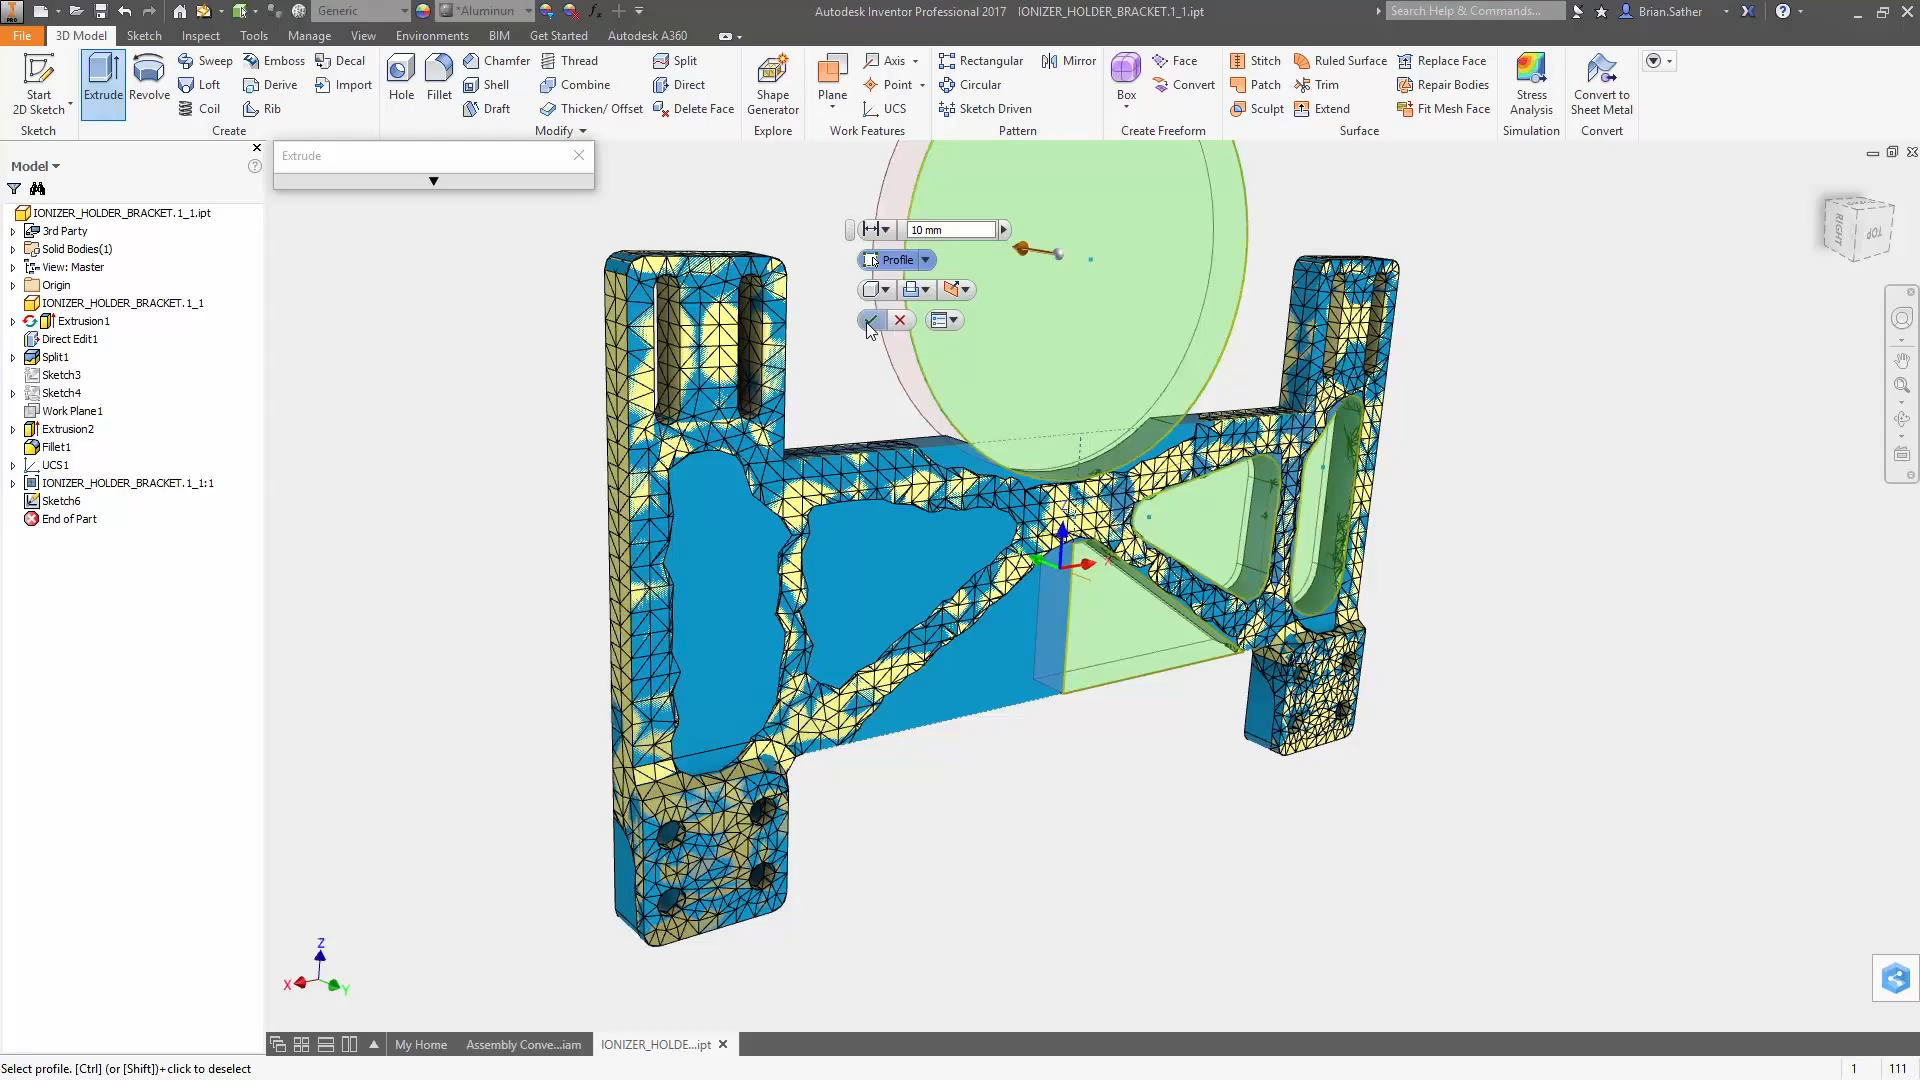 PRO
Generic
*Aluminun
fx
Autodesk Inventor Professional 2017 IONIZER_HOLDER_BRACKET.1_1.ipt
Search Help & Commands...
Brian.Sather
File
3D Model
Sketch
Inspect
Tools
Manage
View
Environments
BIM
Get Started
Autodesk A360
Start
2D Sketch
Sketch
Extrude
Revolve
Sweep
Loft
Coil
Emboss
Derive
Rib
Decal
Import
Create
Hole
Fillet
Chamfer
Shell
Draft
Thread
Combine
Thicken/ Offset
Split
Direct
Delete Face
Modify
Shape
Generator
Explore
Plane
Axis
Point
UCS
Work Features
Rectangular
Circular
Sketch Driven
Mirror
Pattern
Box
Face
Convert
Create Freeform
Stitch
Patch
Sculpt
Ruled Surface
Trim
Extend
Replace Face
Repair Bodies
Fit Mesh Face
Surface
Stress
Analysis
Simulation
Convert to
Sheet Metal
Convert
Model
IONIZER_HOLDER_BRACKET.1_1.ipt
3rd Party
Solid Bodies(1)
View: Master
Origin
IONIZER_HOLDER_BRACKET.1_1
Extrusion1
Direct Edit1
Split1
Sketch3
Sketch4
Work Plane1
Extrusion2
Fillet1
UCS1
IONIZER_HOLDER_BRACKET.1_1:1
Sketch6
End of Part
Extrude
10 mm
Profile
RIGHT
TOP
X
Z
X
Y
My Home
Assembly Conve...iam
IONIZER_HOLDE...ipt
Select profile. [Ctrl] (or [Shift])+click to deselect
1
111